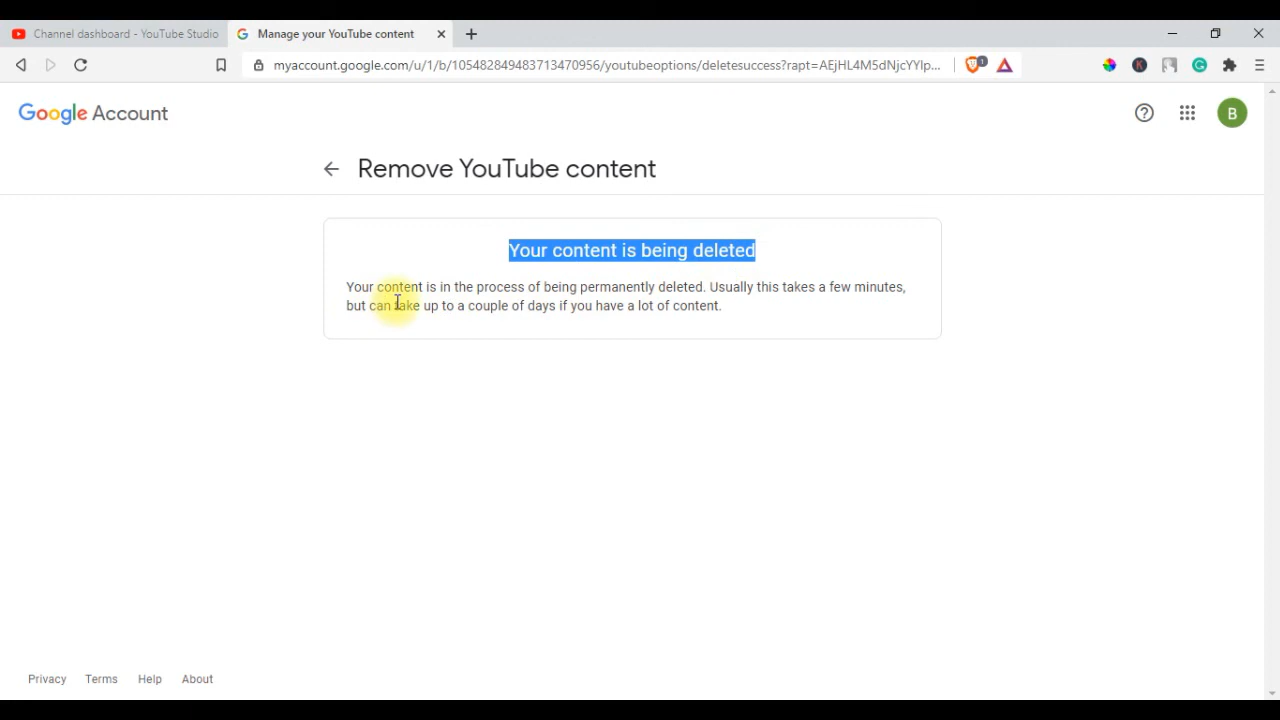 Channel dashboard - YouTube Studio
Manage your YouTube content
myaccount.google.com/u/1/b/105482849483713470956/youtubeoptions/deletesuccess?rapt=AEjHL4M5dNjcYYlp...
1
K
G
Google Account
B
Remove YouTube content
Your content is being deleted
Your content is in the process of being permanently deleted. Usually this takes a few minutes,
but can take up to a couple of days if you have a lot of content.
Privacy Terms Help About